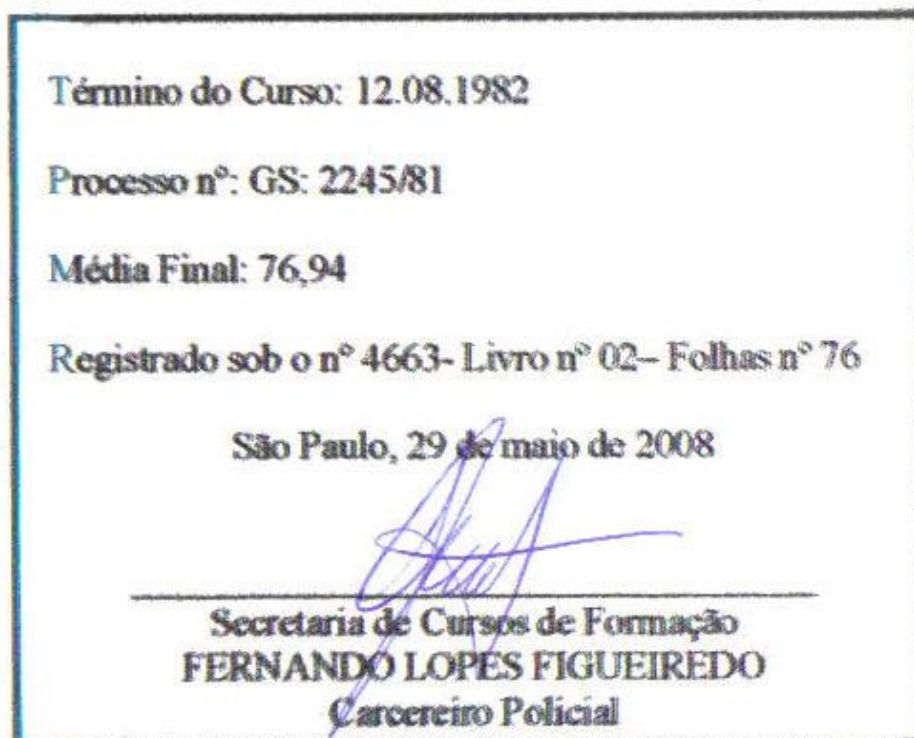 Término do Curso: 12.08.1982
Processo nº: GS: 2245/81
Média Final: 76,94
Registrado sob o nº 4663- Livro nº 02– Folhas nº 76
São Paulo, 29 de maio de 2008
Secretaria de Cursos de Formação
FERNANDO LOPES FIGUEIREDO
Carcereiro Policial